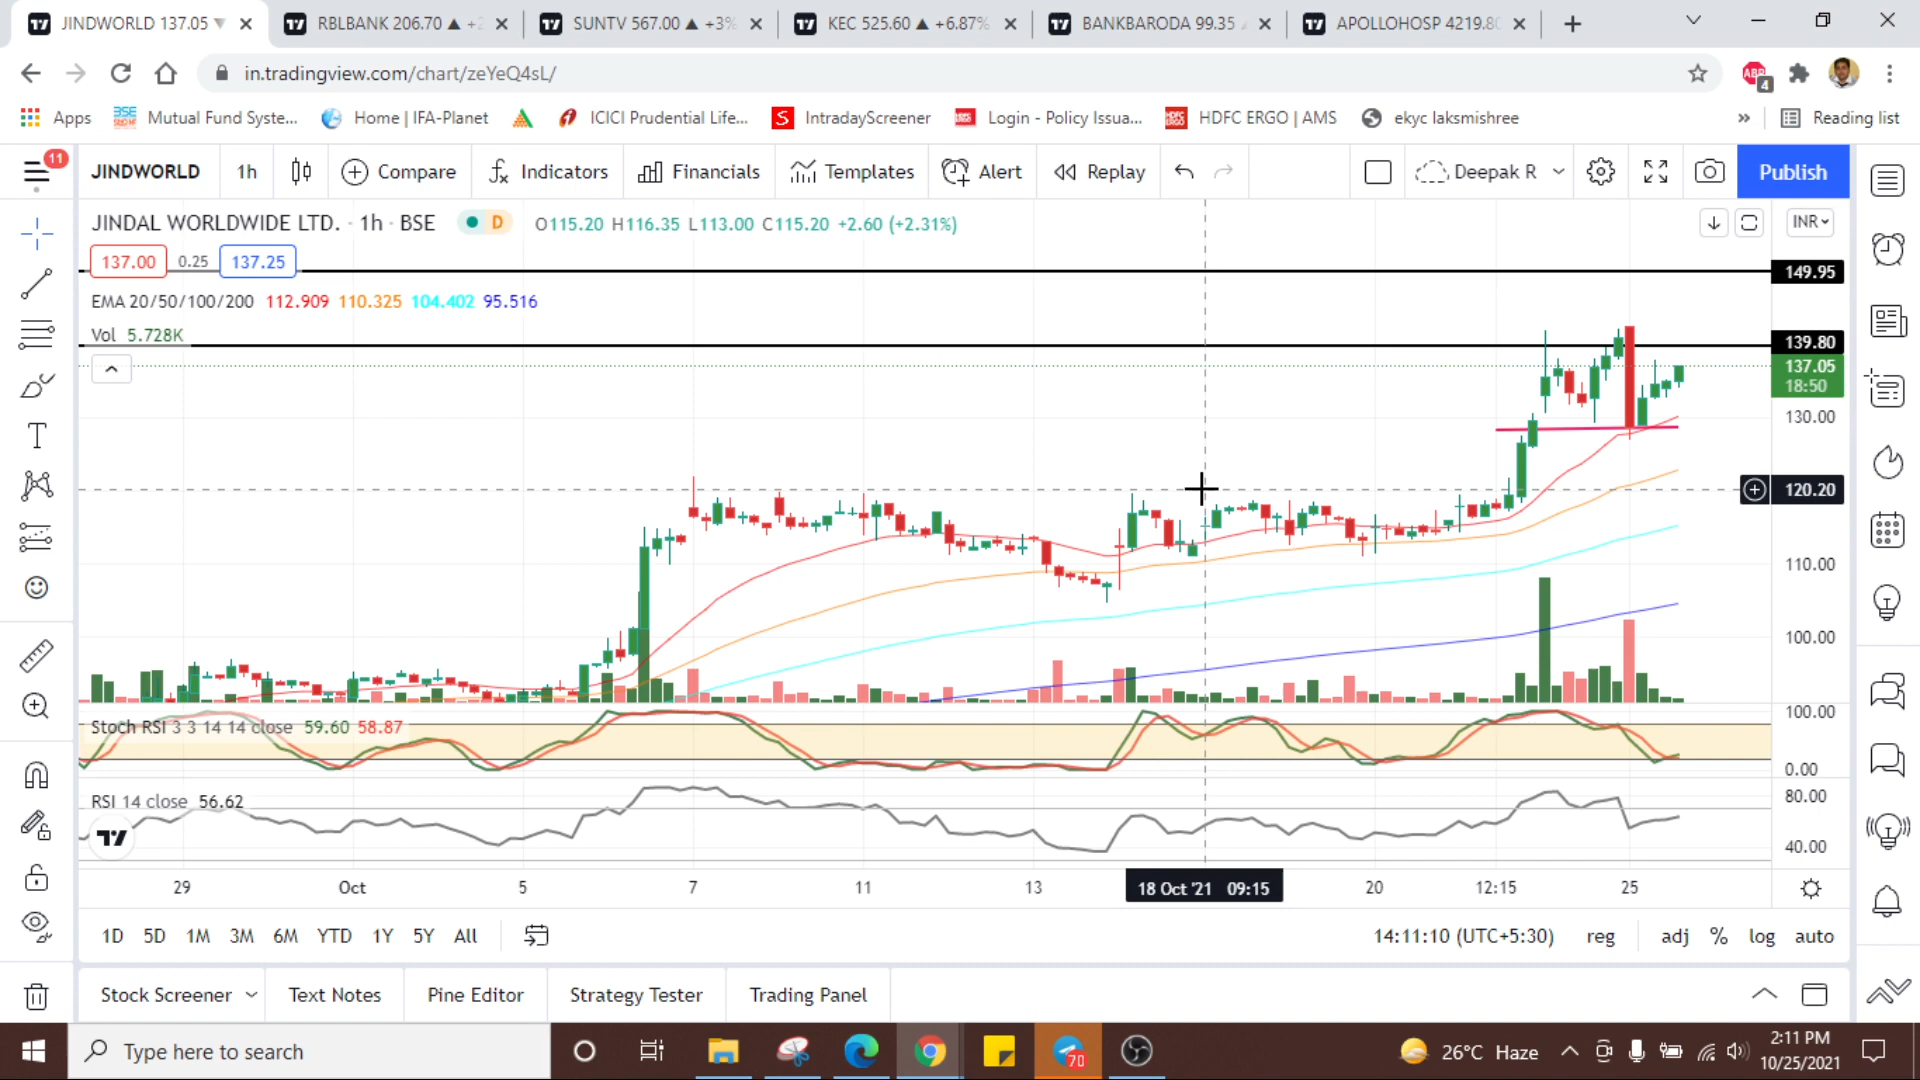 JINDWORLD 137.05 ▼
RBLBANK 206.70 ▲ +2
SUNTV 567.00 ▲ +3%
KEC 525.60 ▲ +6.87%
BANKBARODA 99.35
APOLLOHOSP 4219.80
in.tradingview.com/chart/zeYeQ4sL/
ABP
4
Apps
Mutual Fund Syste...
Home | IFA-Planet
ICICI Prudential Life...
IntradayScreener
Login - Policy Issua...
HDFC ERGO | AMS
ekyc laksmishree
»
Reading list
11
JINDWORLD
1h
Compare
Indicators
Financials
Templates
Alert
Replay
Deepak R
Publish
JINDAL WORLDWIDE LTD. · 1h · BSE
D
O115.20 H116.35 L113.00 C115.20 +2.60 (+2.31%)
INR
137.00 0.25 137.25
149.95
EMA 20/50/100/200 112.909 110.325 104.402 95.516
Vol 5.728K
139.80
137.05
18:50
130.00
120.20
110.00
100.00
Stoch RSI 3 3 14 14 close 59.60 58.87
100.00
0.00
RSI 14 close 56.62
80.00
40.00
29
Oct
5
7
11
13
18 Oct '21 09:15
20
12:15
25
1D 5D 1M 3M 6M YTD 1Y 5Y All
14:11:10 (UTC+5:30)
reg
adj
%
log
auto
Stock Screener
Text Notes
Pine Editor
Strategy Tester
Trading Panel
Type here to search
70
26°C Haze
2:11 PM
10/25/2021